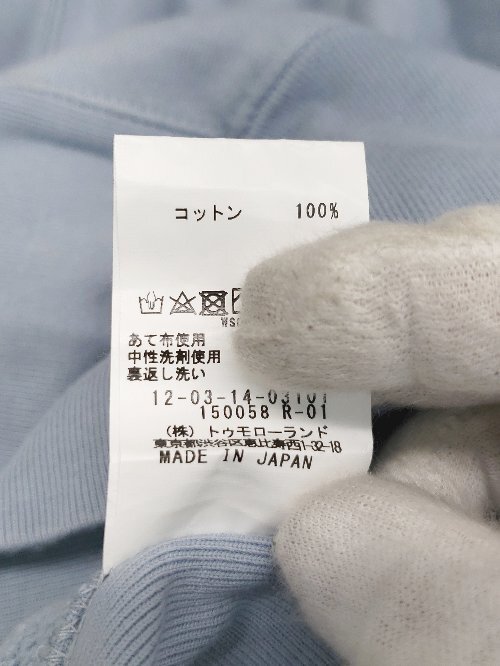 コットン 100%
あて布使用
中性洗剤使用
裏返し洗い
12-03-14-03101
150058 R-01
(株) トゥモローランド
東京都渋谷区恵比寿西1-32-18
MADE IN JAPAN